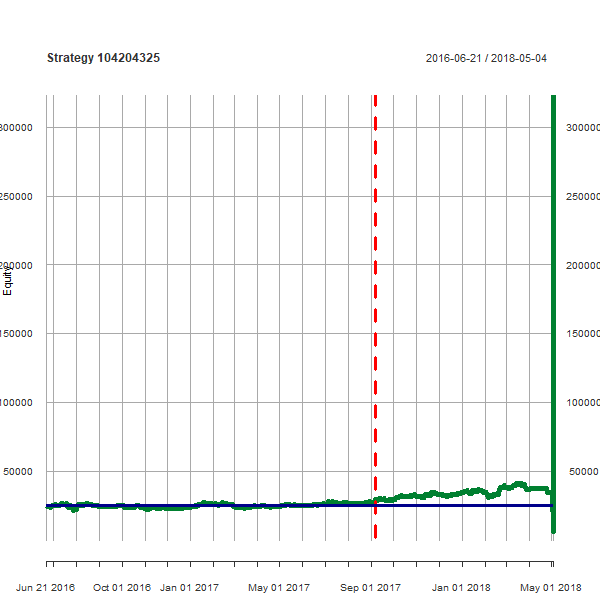 Strategy 104204325 2016-06-21 / 2018-05-04
300000 300000
250000 250000
200000 200000
Equity
150000 150000
100000 100000
50000 50000
Jun 21 2016 Oct 01 2016 Jan 01 2017 May 01 2017 Sep 01 2017 Jan 01 2018 May 01 2018